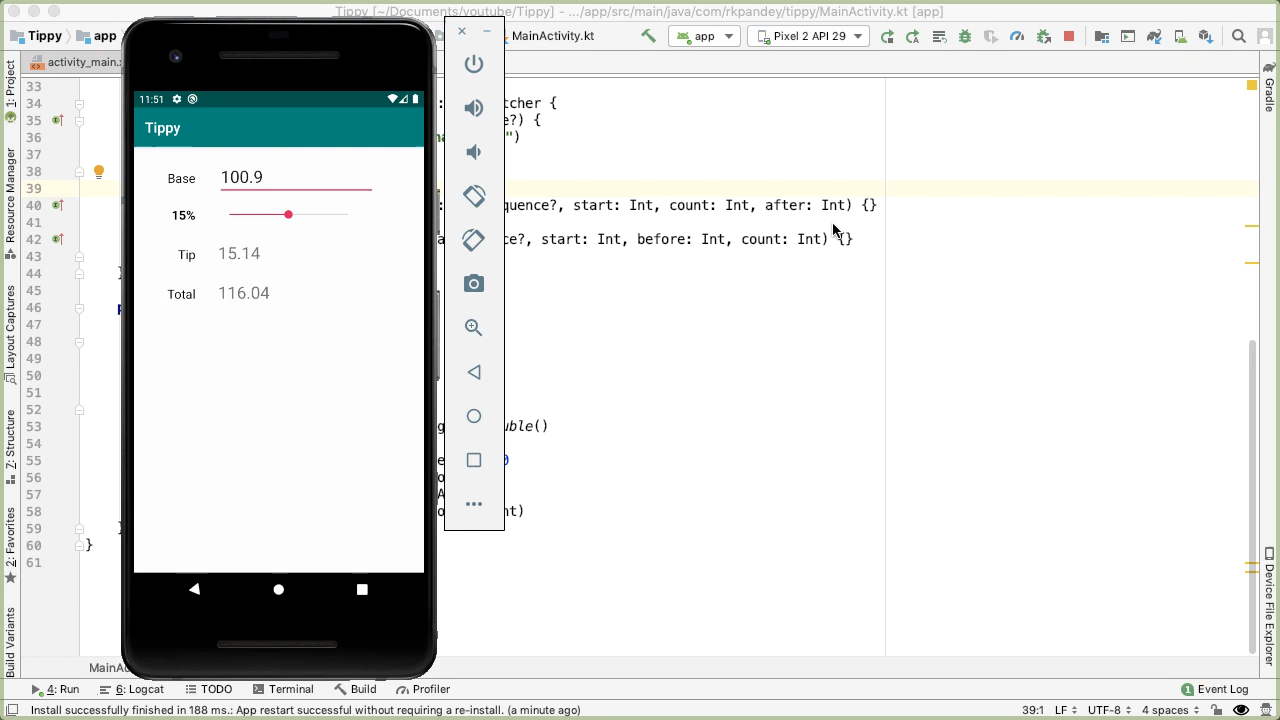 Tippy [~/Documents/youtube/Tippy] - .../app/src/main/java/com/rkpandey/tippy/MainActivity.kt [app]
Tippy
app
MainActivity.kt
app
Pixel 2 API 29
activity_main.
1: Project
Resource Manager
Layout Captures
Z: Structure
2: Favorites
Build Variants
Gradle
Device File Explorer
33
34 tcher {
35 e?) {
36 ")
37
38
39
40 quence?, start: Int, count: Int, after: Int) {}
41
42 ce?, start: Int, before: Int, count: Int) {}
43
44
45
46
47
48
49
50
51
52
53 uble()
54
55
56
57
58 nt)
59
60 }
61
11:51
Tippy
Base 100.9
15%
Tip 15.14
Total 116.04
MainA
4: Run
6: Logcat
TODO
Terminal
Build
Profiler
1 Event Log
Install successfully finished in 188 ms.: App restart successful without requiring a re-install. (a minute ago)
39:1 LF UTF-8 4 spaces